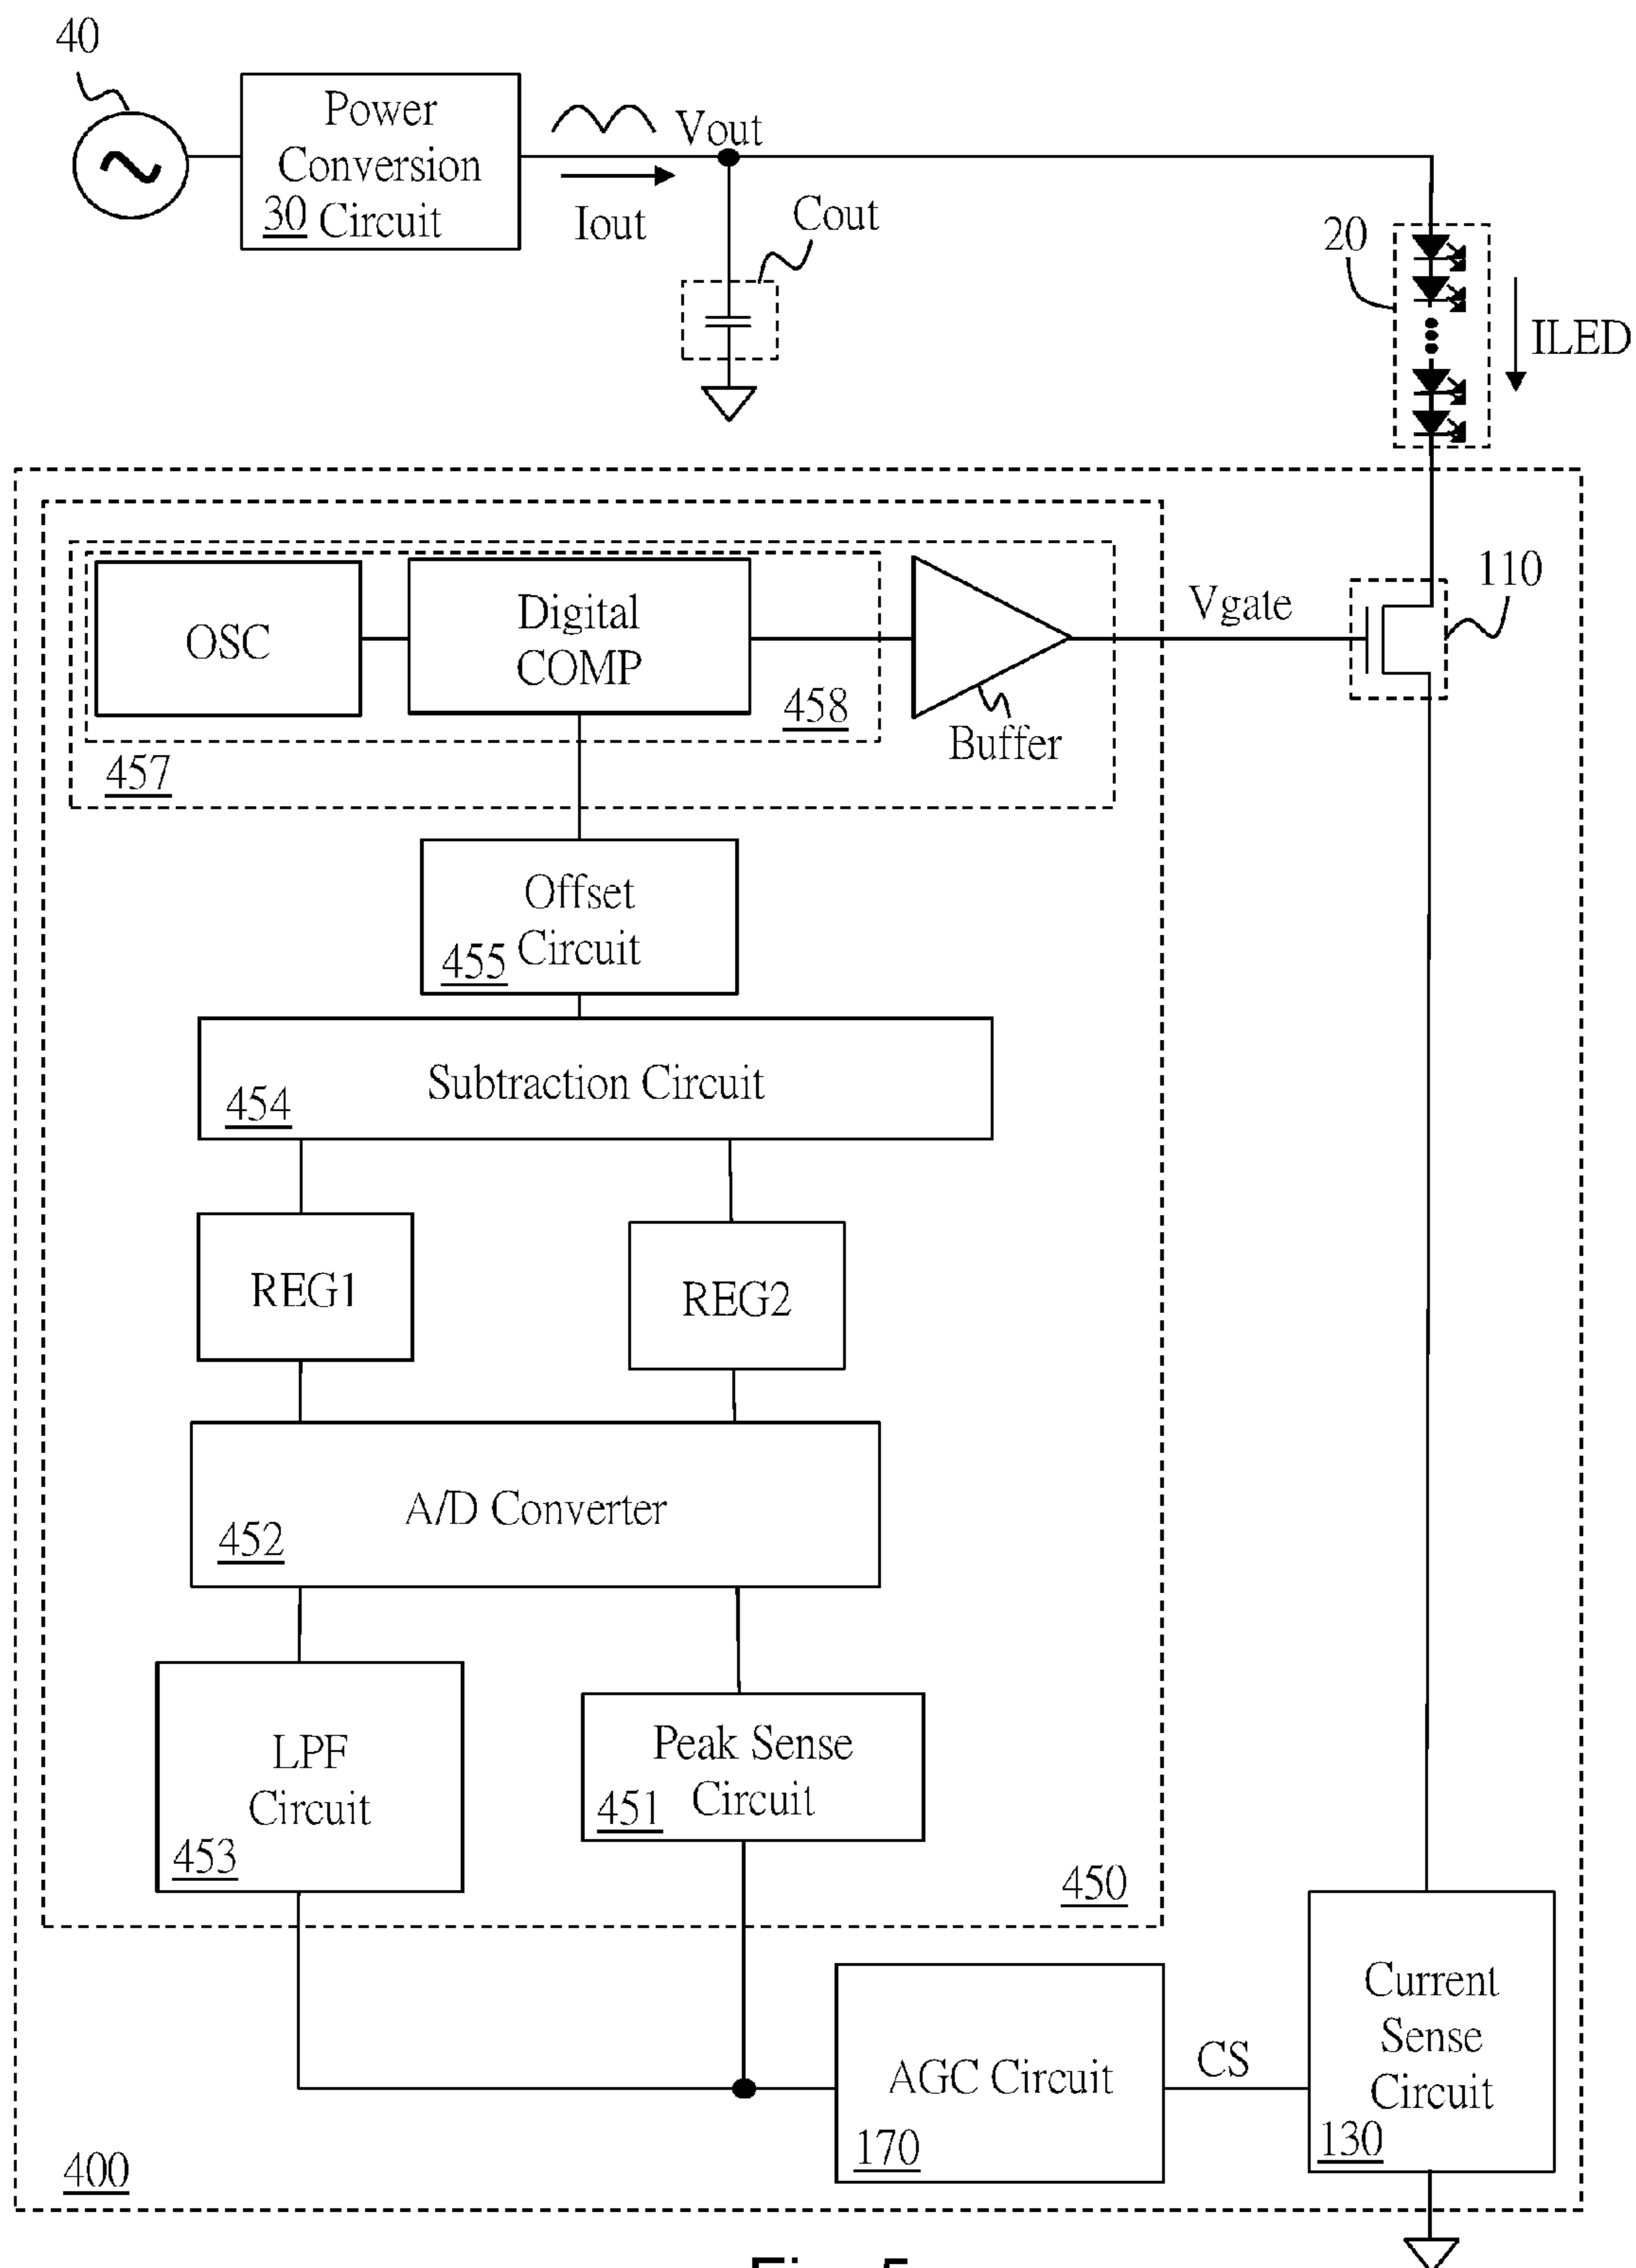 40
Power
Conversion
30 Circuit
Vout
Iout
Cout
20
ILED
OSC
Digital
COMP
458
457
Buffer
Vgate
110
Offset
455 Circuit
Subtraction Circuit
454
REG1
REG2
A/D Converter
452
LPF
Circuit
453
Peak Sense
451 Circuit
450
AGC Circuit
170
CS
Current
Sense
Circuit
130
400